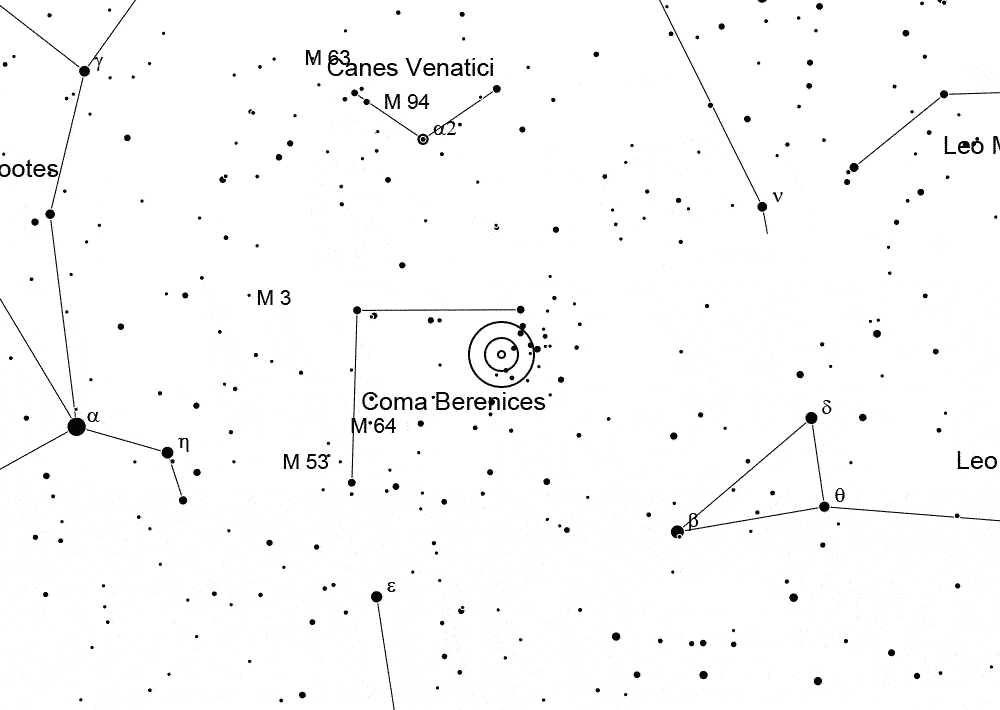 γ
M 63
Canes Venatici
M 94
α2
Leo M
ootes
ν
M 3
Coma Berenices
δ
α
M 64
η
M 53
Leo
θ
β
ε